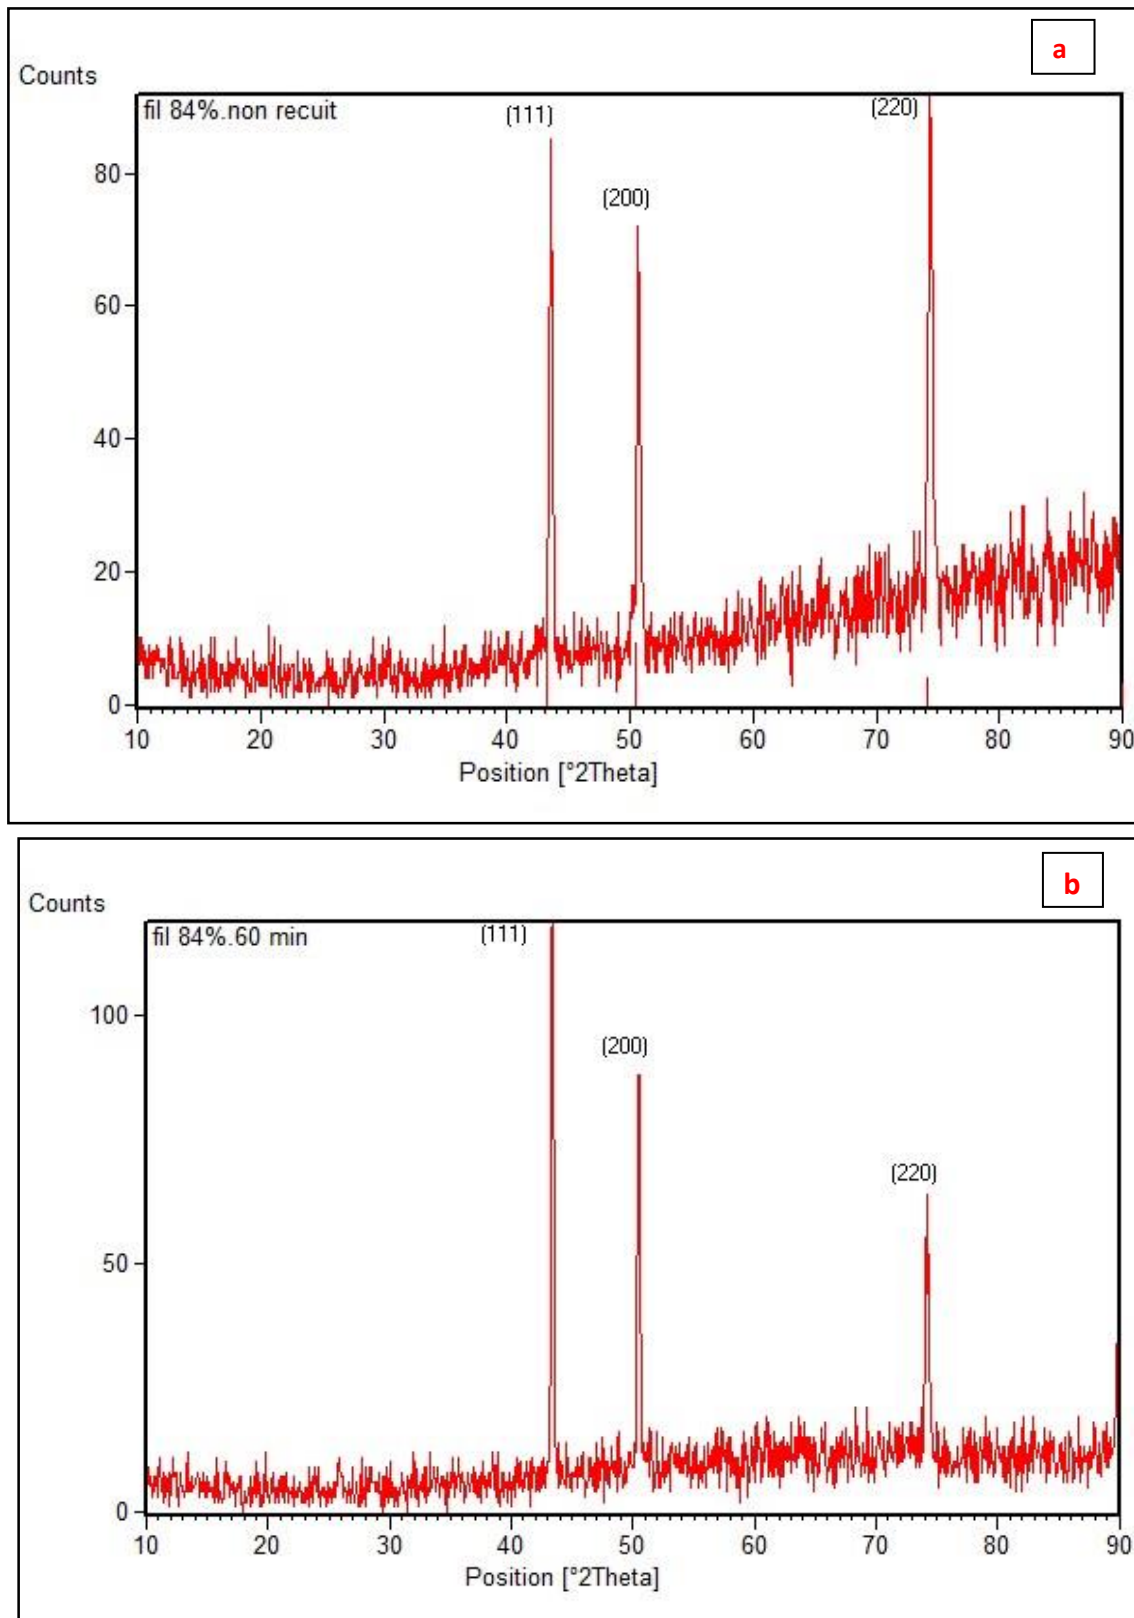 a
Counts
fil 84%.non recuit
(111)
(220)
(200)
80
60
40
20
0
10 20 30 40 50 60 70 80 90
Position [°2Theta]
b
Counts
fil 84%.60 min
(111)
(200)
(220)
100
50
0
10 20 30 40 50 60 70 80 90
Position [°2Theta]